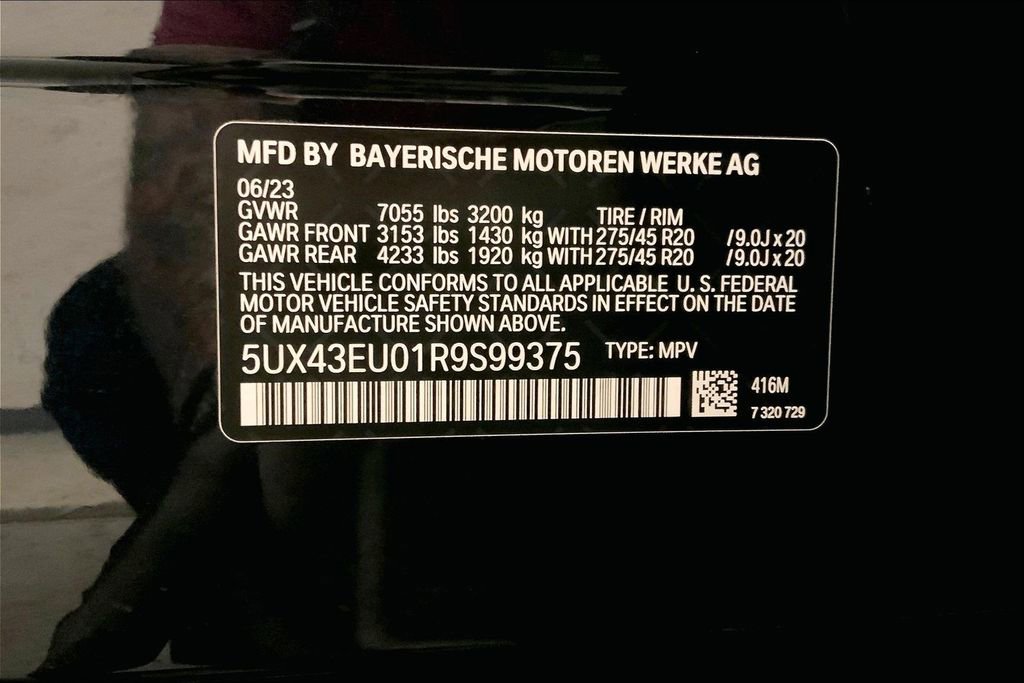 MFD BY BAYERISCHE MOTOREN WERKE AG
06/23
GVWR 7055 lbs 3200 kg TIRE / RIM
GAWR FRONT 3153 lbs 1430 kg WITH 275/45 R20 /9.0J x 20
GAWR REAR 4233 lbs 1920 kg WITH 275/45 R20 /9.0J x 20
THIS VEHICLE CONFORMS TO ALL APPLICABLE U. S. FEDERAL
MOTOR VEHICLE SAFETY STANDARDS IN EFFECT ON THE DATE
OF MANUFACTURE SHOWN ABOVE.
5UX43EU01R9S99375 TYPE: MPV
416M
7 320 729